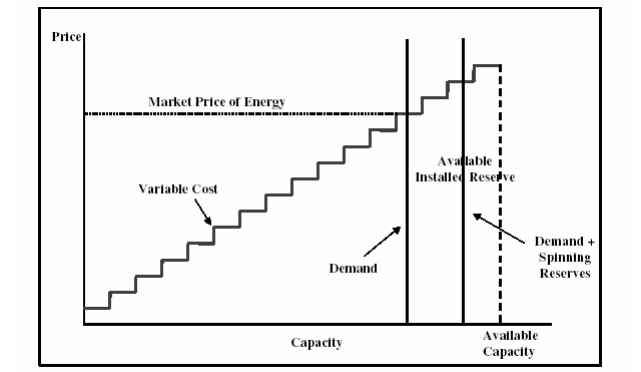 Price
Market Price of Energy
Available
Installed Reserve
Variable Cost
Demand
Demand +
Spinning
Reserves
Capacity
Available
Capacity